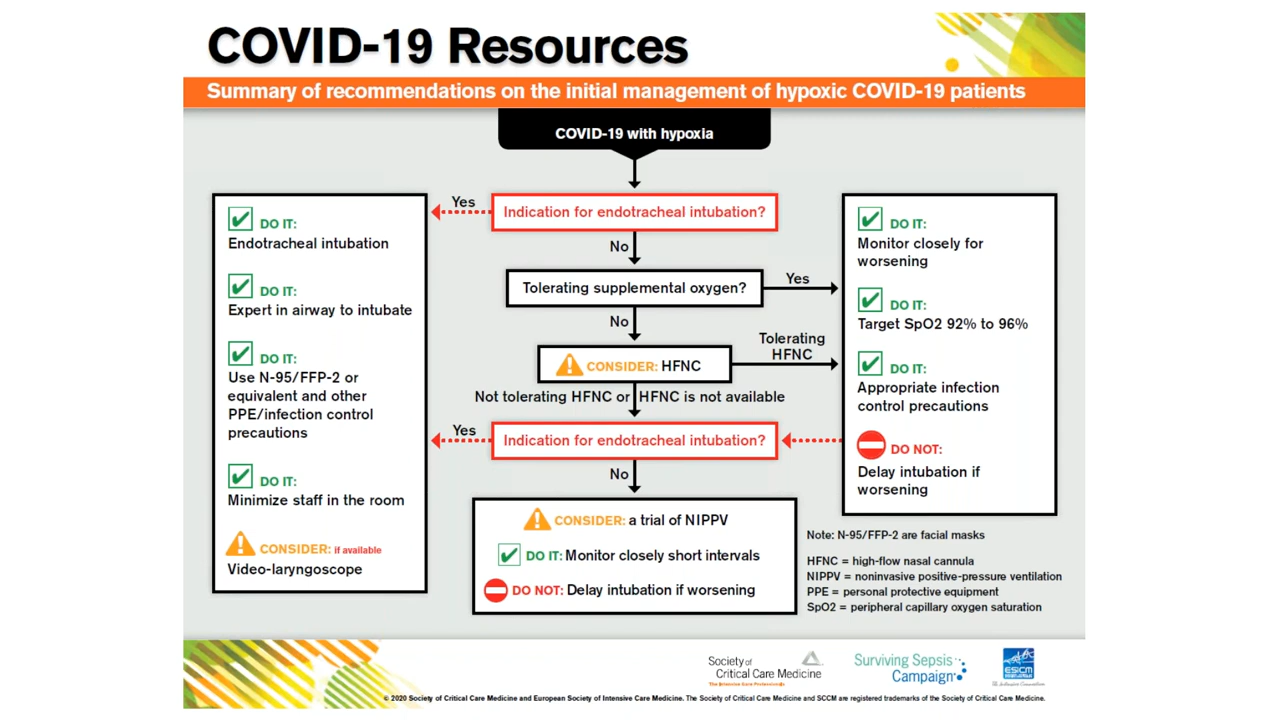 COVID-19 Resources
Summary of recommendations on the initial management of hypoxic COVID-19 patients
COVID-19 with hypoxia
Indication for endotracheal intubation?
Yes
No
Tolerating supplemental oxygen?
Yes
No
CONSIDER: HFNC
Tolerating
HFNC
Not tolerating HFNC or HFNC is not available
Indication for endotracheal intubation?
Yes
No
CONSIDER: a trial of NIPPV
DO IT: Monitor closely short intervals
DO NOT: Delay intubation if worsening
DO IT:
Endotracheal intubation
DO IT:
Expert in airway to intubate
DO IT:
Use N-95/FFP-2 or
equivalent and other
PPE/infection control
precautions
DO IT:
Minimize staff in the room
CONSIDER: if available
Video-laryngoscope
DO IT:
Monitor closely for
worsening
DO IT:
Target SpO2 92% to 96%
DO IT:
Appropriate infection
control precautions
DO NOT:
Delay intubation if
worsening
Note: N-95/FFP-2 are facial masks
HFNC = high-flow nasal cannula
NIPPV = noninvasive positive-pressure ventilation
PPE = personal protective equipment
SpO2 = peripheral capillary oxygen saturation
Society of
Critical Care Medicine
The Intensive Care Professionals
Surviving Sepsis
Campaign
ESICM
© 2020 Society of Critical Care Medicine and European Society of Intensive Care Medicine. The Society of Critical Care Medicine and SCCM are registered trademarks of the Society of Critical Care Medicine.